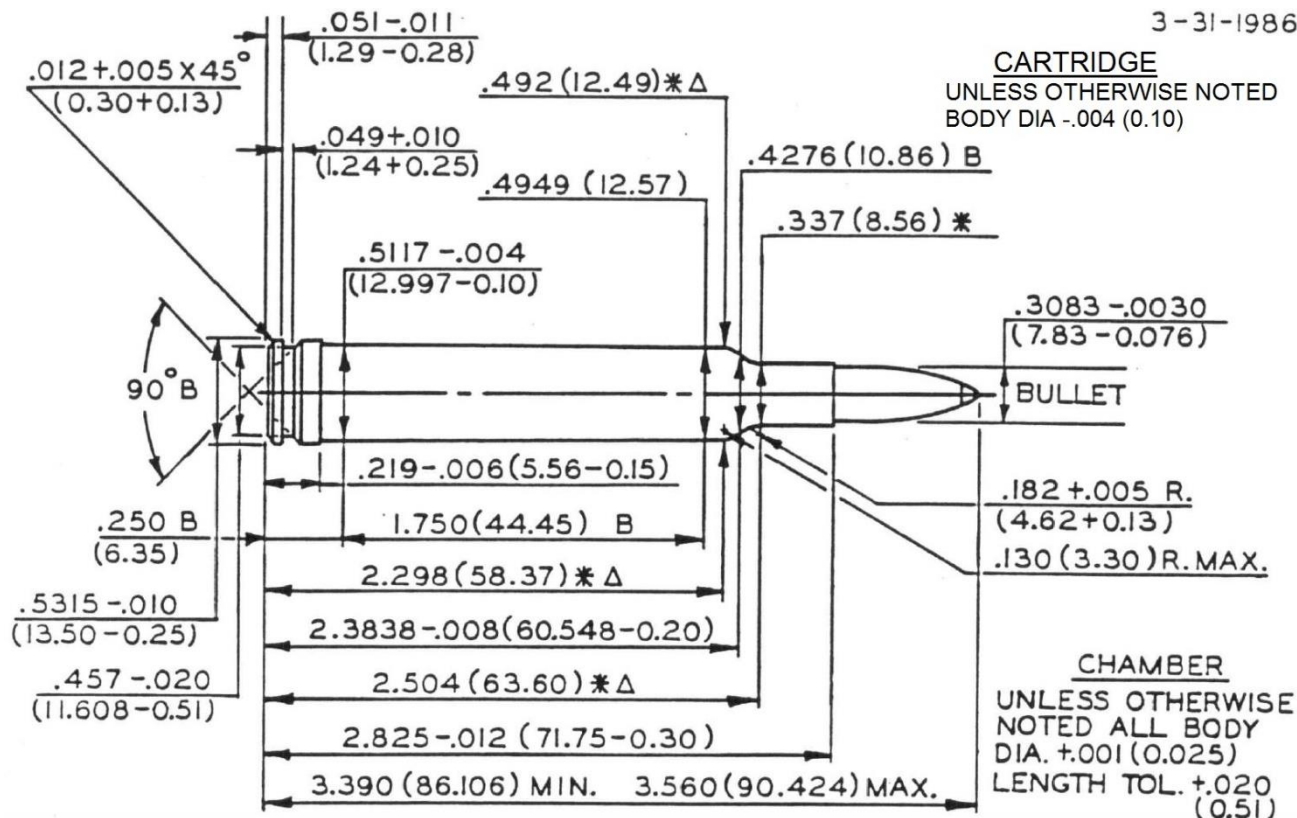 .051-.011
(1.29-0.28)
3-31-1986
.012+.005X45°
(0.30+0.13)
.492(12.49)*Δ
CARTRIDGE
UNLESS OTHERWISE NOTED
BODY DIA -.004 (0.10)
.049+.010
(1.24+0.25)
.4276(10.86) B
.4949 (12.57)
.337(8.56) *
.5117-.004
(12.997-0.10)
.3083-.0030
(7.83-0.076)
90° B
BULLET
.219-.006(5.56-0.15)
.182+.005 R.
(4.62+0.13)
.250 B
(6.35)
1.750(44.45) B
.130(3.30)R.MAX.
2.298(58.37)*Δ
.5315-.010
(13.50-0.25)
2.3838-.008(60.548-0.20)
.457-.020
(11.608-0.51)
2.504(63.60)*Δ
2.825-.012 (71.75-0.30)
3.390(86.106) MIN. 3.560(90.424) MAX.
CHAMBER
UNLESS OTHERWISE
NOTED ALL BODY
DIA. +.001(0.025)
LENGTH TOL. +.020
(0.51)